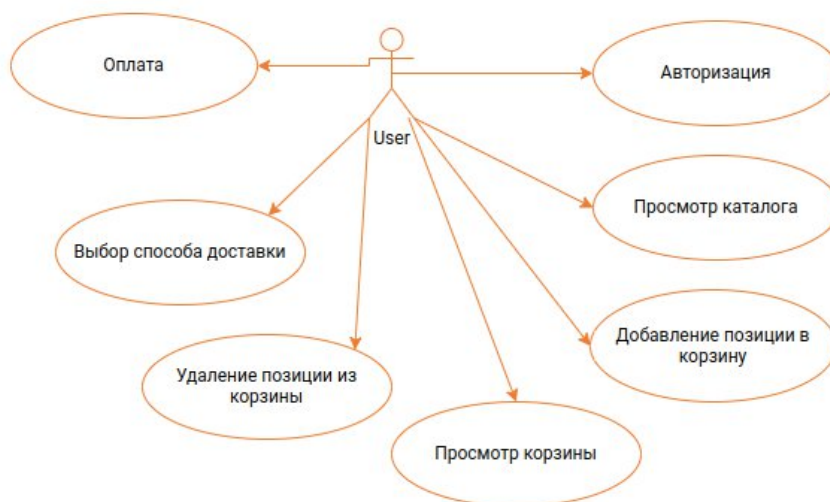 Оплата
Авторизация
User
Просмотр каталога
Выбор способа доставки
Добавление позиции в
корзину
Удаление позиции из
корзины
Просмотр корзины